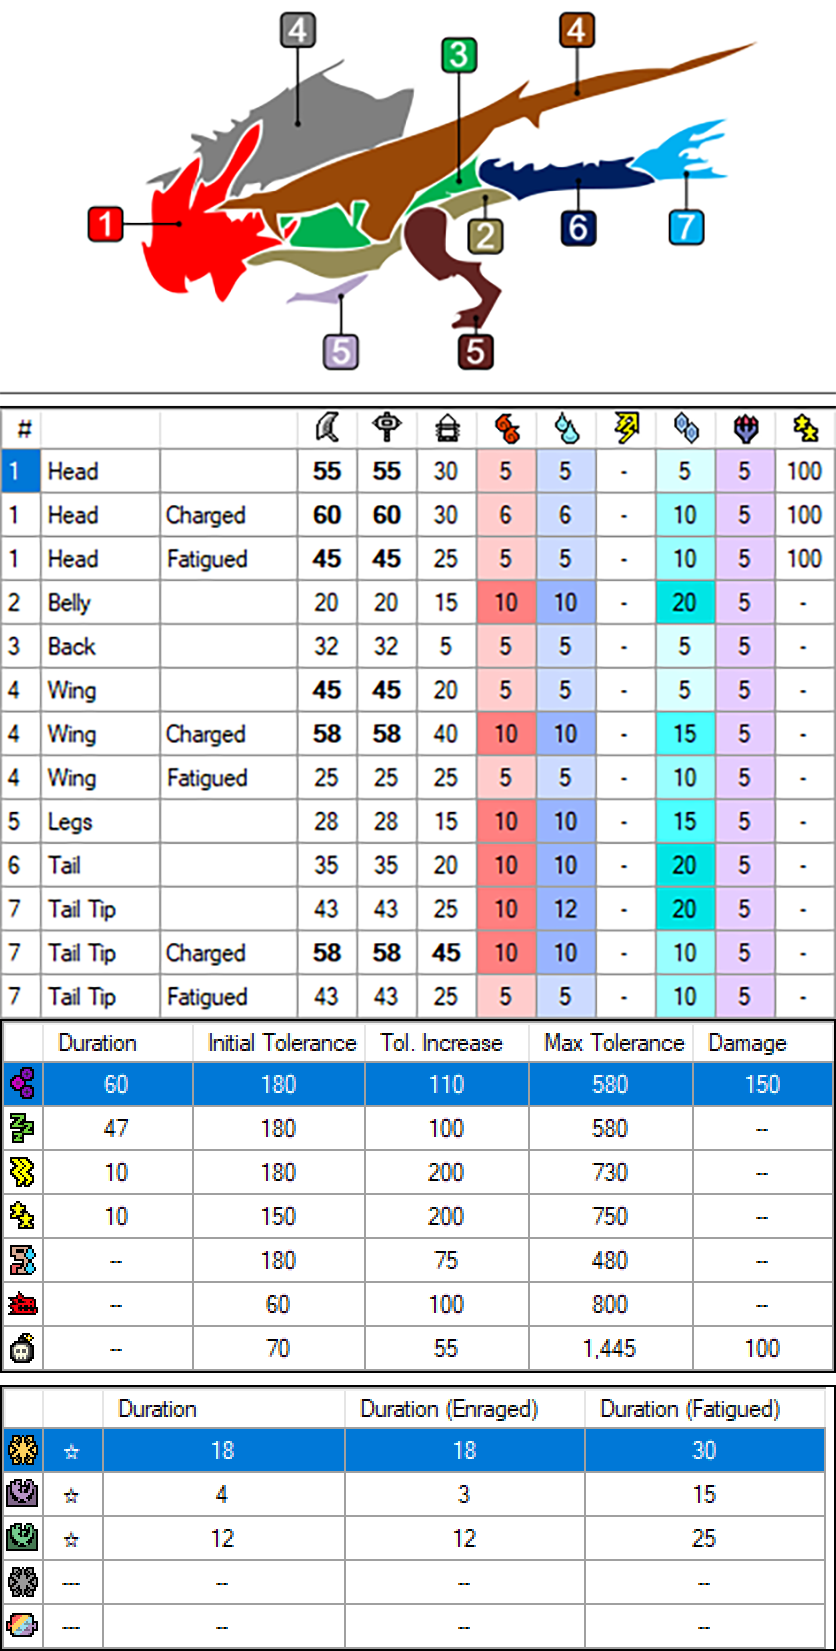 4 4
3
1
2 6 7
5 5
#
1 Head 55 55 30 5 5 - 5 5 100
1 Head Charged 60 60 30 6 6 - 10 5 100
1 Head Fatigued 45 45 25 5 5 - 10 5 100
2 Belly 20 20 15 10 10 - 20 5 -
3 Back 32 32 5 5 5 - 5 5 -
4 Wing 45 45 20 5 5 - 5 5 -
4 Wing Charged 58 58 40 10 10 - 15 5 -
4 Wing Fatigued 25 25 25 5 5 - 10 5 -
5 Legs 28 28 15 10 10 - 15 5 -
6 Tail 35 35 20 10 10 - 20 5 -
7 Tail Tip 43 43 25 10 12 - 20 5 -
7 Tail Tip Charged 58 58 45 10 10 - 10 5 -
7 Tail Tip Fatigued 43 43 25 5 5 - 10 5 -
Duration Initial Tolerance Tol. Increase Max Tolerance Damage
60 180 110 580 150
47 180 100 580 --
10 180 200 730 --
10 150 200 750 --
-- 180 75 480 --
-- 60 100 800 --
-- 70 55 1,445 100
Duration Duration (Enraged) Duration (Fatigued)
☆ 18 18 30
☆ 4 3 15
☆ 12 12 25
--- -- -- --
--- -- -- --